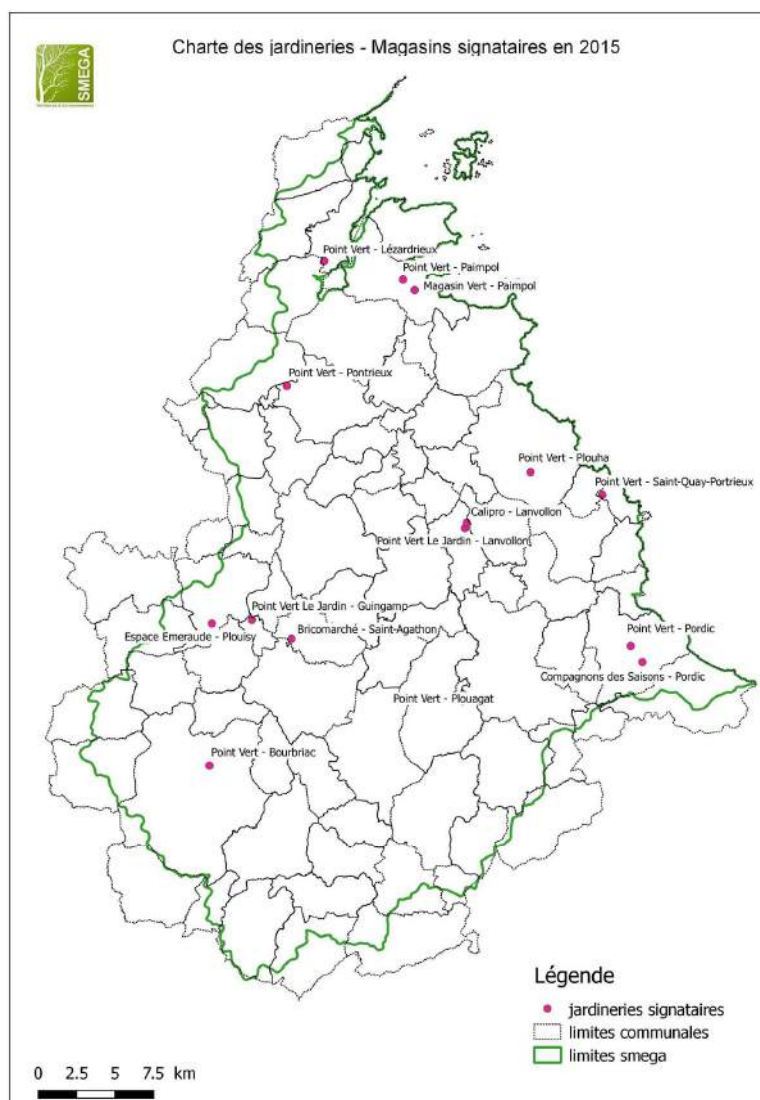 Charte des jardineries - Magasins signataires en 2015
SMEGA
Point Vert - Lézardrieux
Point Vert - Paimpol
Magasin Vert - Paimpol
Point Vert - Pontrieux
Point Vert - Plouha
Point Vert - Saint-Quay-Portrieux
Calipro - Lanvollon
Point Vert Le Jardin - Lanvollon
Point Vert Le Jardin - Guingamp
Espace Emeraude - Plouisy
Bricomarché - Saint-Agathon
Point Vert - Pordic
Compagnons des Saisons - Pordic
Point Vert - Plouagat
Point Vert - Bourbriac
Légende
jardineries signataires
limites communales
limites smega
0 2.5 5 7.5 km